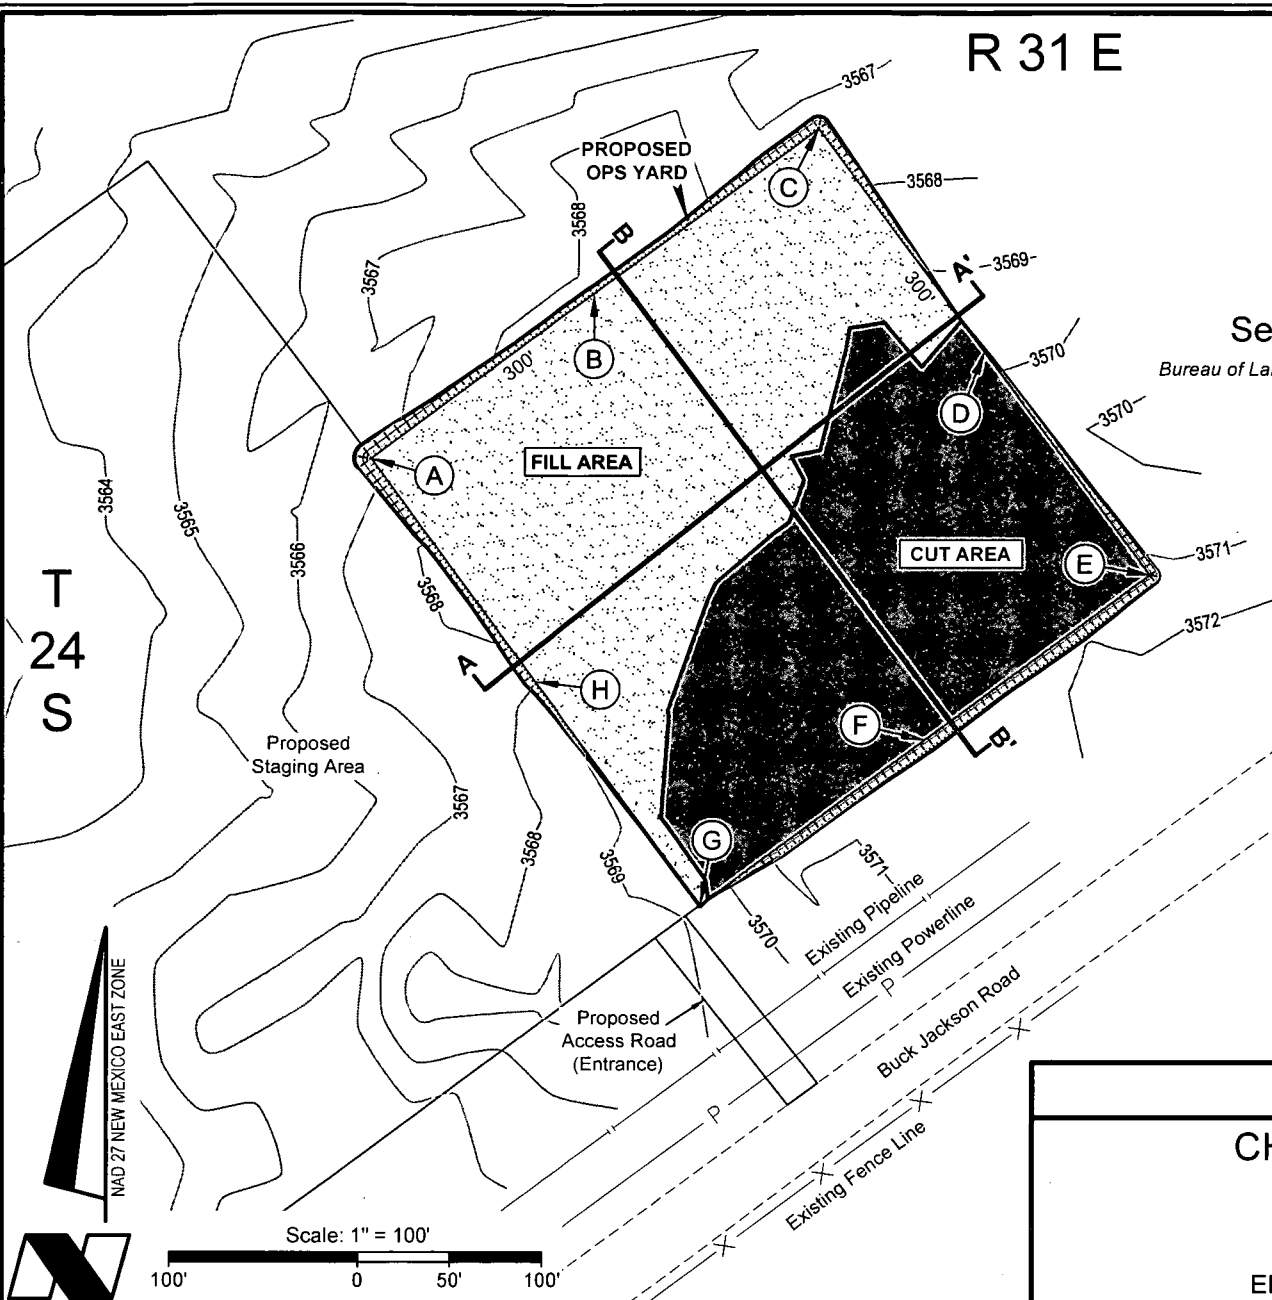 R 31 E
3567
PROPOSED
OPS YARD
C
3568
3568
B
3567
A'
3569
300'
Se
Bureau of La
B
300'
3570
3570
D
A
FILL AREA
3564
3565
3566
CUT AREA
E
3571
T
24
S
3568
3572
A
H
F
B'
Proposed
Staging Area
3567
3568
3569
G
3571
3570
Existing Pipeline
Existing Powerline
P
Buck Jackson Road
Proposed
Access Road
(Entrance)
P
X
X
X
X
Existing Fence Line
NAD 27 NEW MEXICO EAST ZONE
Scale: 1" = 100'
100'
0
50'
100'